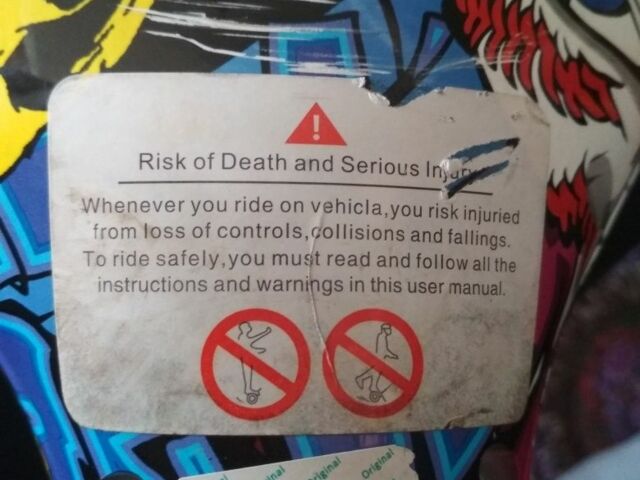 !
Risk of Death and Serious Injury
Whenever you ride on vehicla,you risk injuried
from loss of controls,collisions and fallings.
To ride safely,you must read and follow all the
instructions and warnings in this user manual.
Original
Original